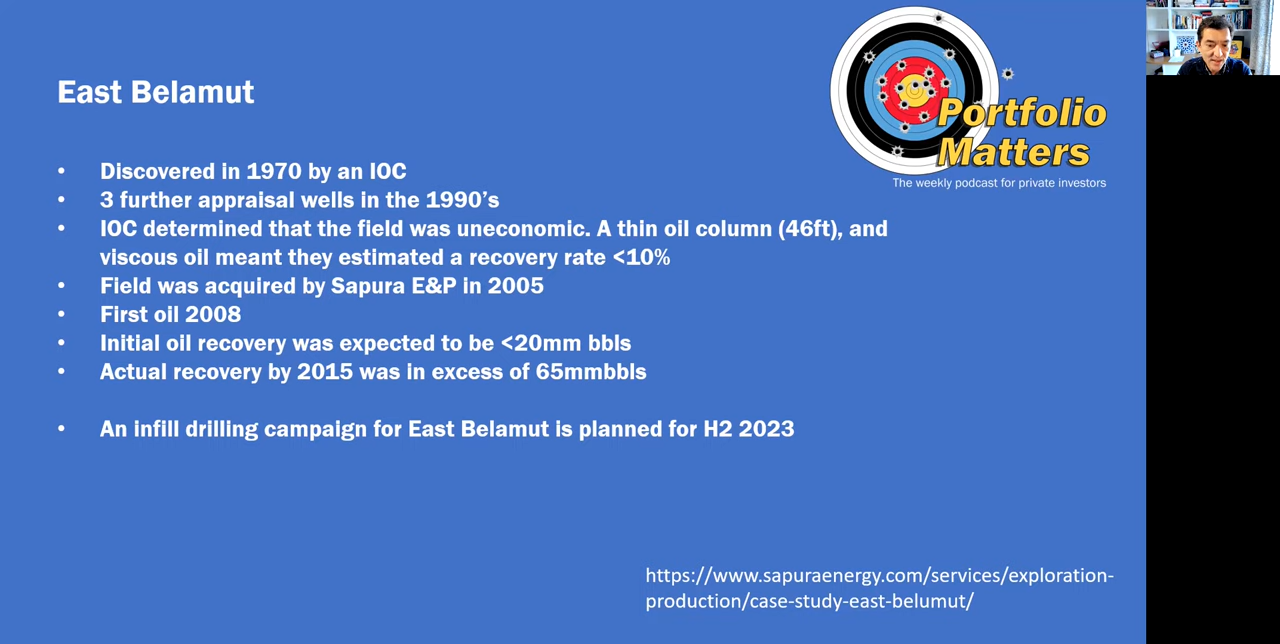 East Belamut
Portfolio
Matters
The weekly podcast for private investors
• Discovered in 1970 by an IOC
• 3 further appraisal wells in the 1990's
• IOC determined that the field was uneconomic. A thin oil column (46ft), and
viscous oil meant they estimated a recovery rate <10%
• Field was acquired by Sapura E&P in 2005
• First oil 2008
• Initial oil recovery was expected to be <20mm bbls
• Actual recovery by 2015 was in excess of 65mmbbls
• An infill drilling campaign for East Belamut is planned for H2 2023
https://www.sapuraenergy.com/services/exploration-
production/case-study-east-belumut/